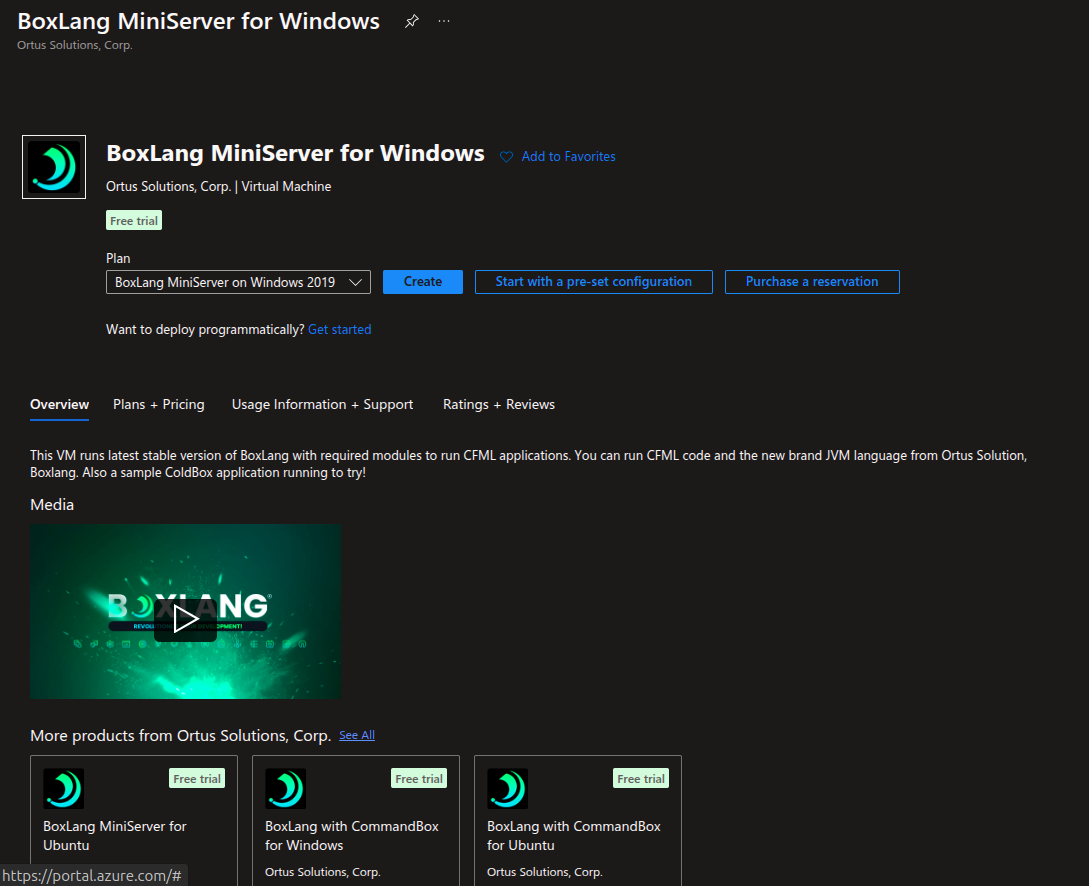 BoxLang MiniServer for Windows
Ortus Solutions, Corp.
BoxLang MiniServer for Windows
Add to Favorites
Ortus Solutions, Corp. | Virtual Machine
Free trial
Plan
BoxLang MiniServer on Windows 2019
Create
Start with a pre-set configuration
Purchase a reservation
Want to deploy programmatically? Get started
Overview
Plans + Pricing
Usage Information + Support
Ratings + Reviews
This VM runs latest stable version of BoxLang with required modules to run CFML applications. You can run CFML code and the new brand JVM language from Ortus Solution,
Boxlang. Also a sample ColdBox application running to try!
Media
BOXLANG®
More products from Ortus Solutions, Corp. See All
Free trial
BoxLang MiniServer for
Ubuntu
Free trial
BoxLang with CommandBox
for Windows
Ortus Solutions, Corp.
Free trial
BoxLang with CommandBox
for Ubuntu
Ortus Solutions, Corp.
https://portal.azure.com/#